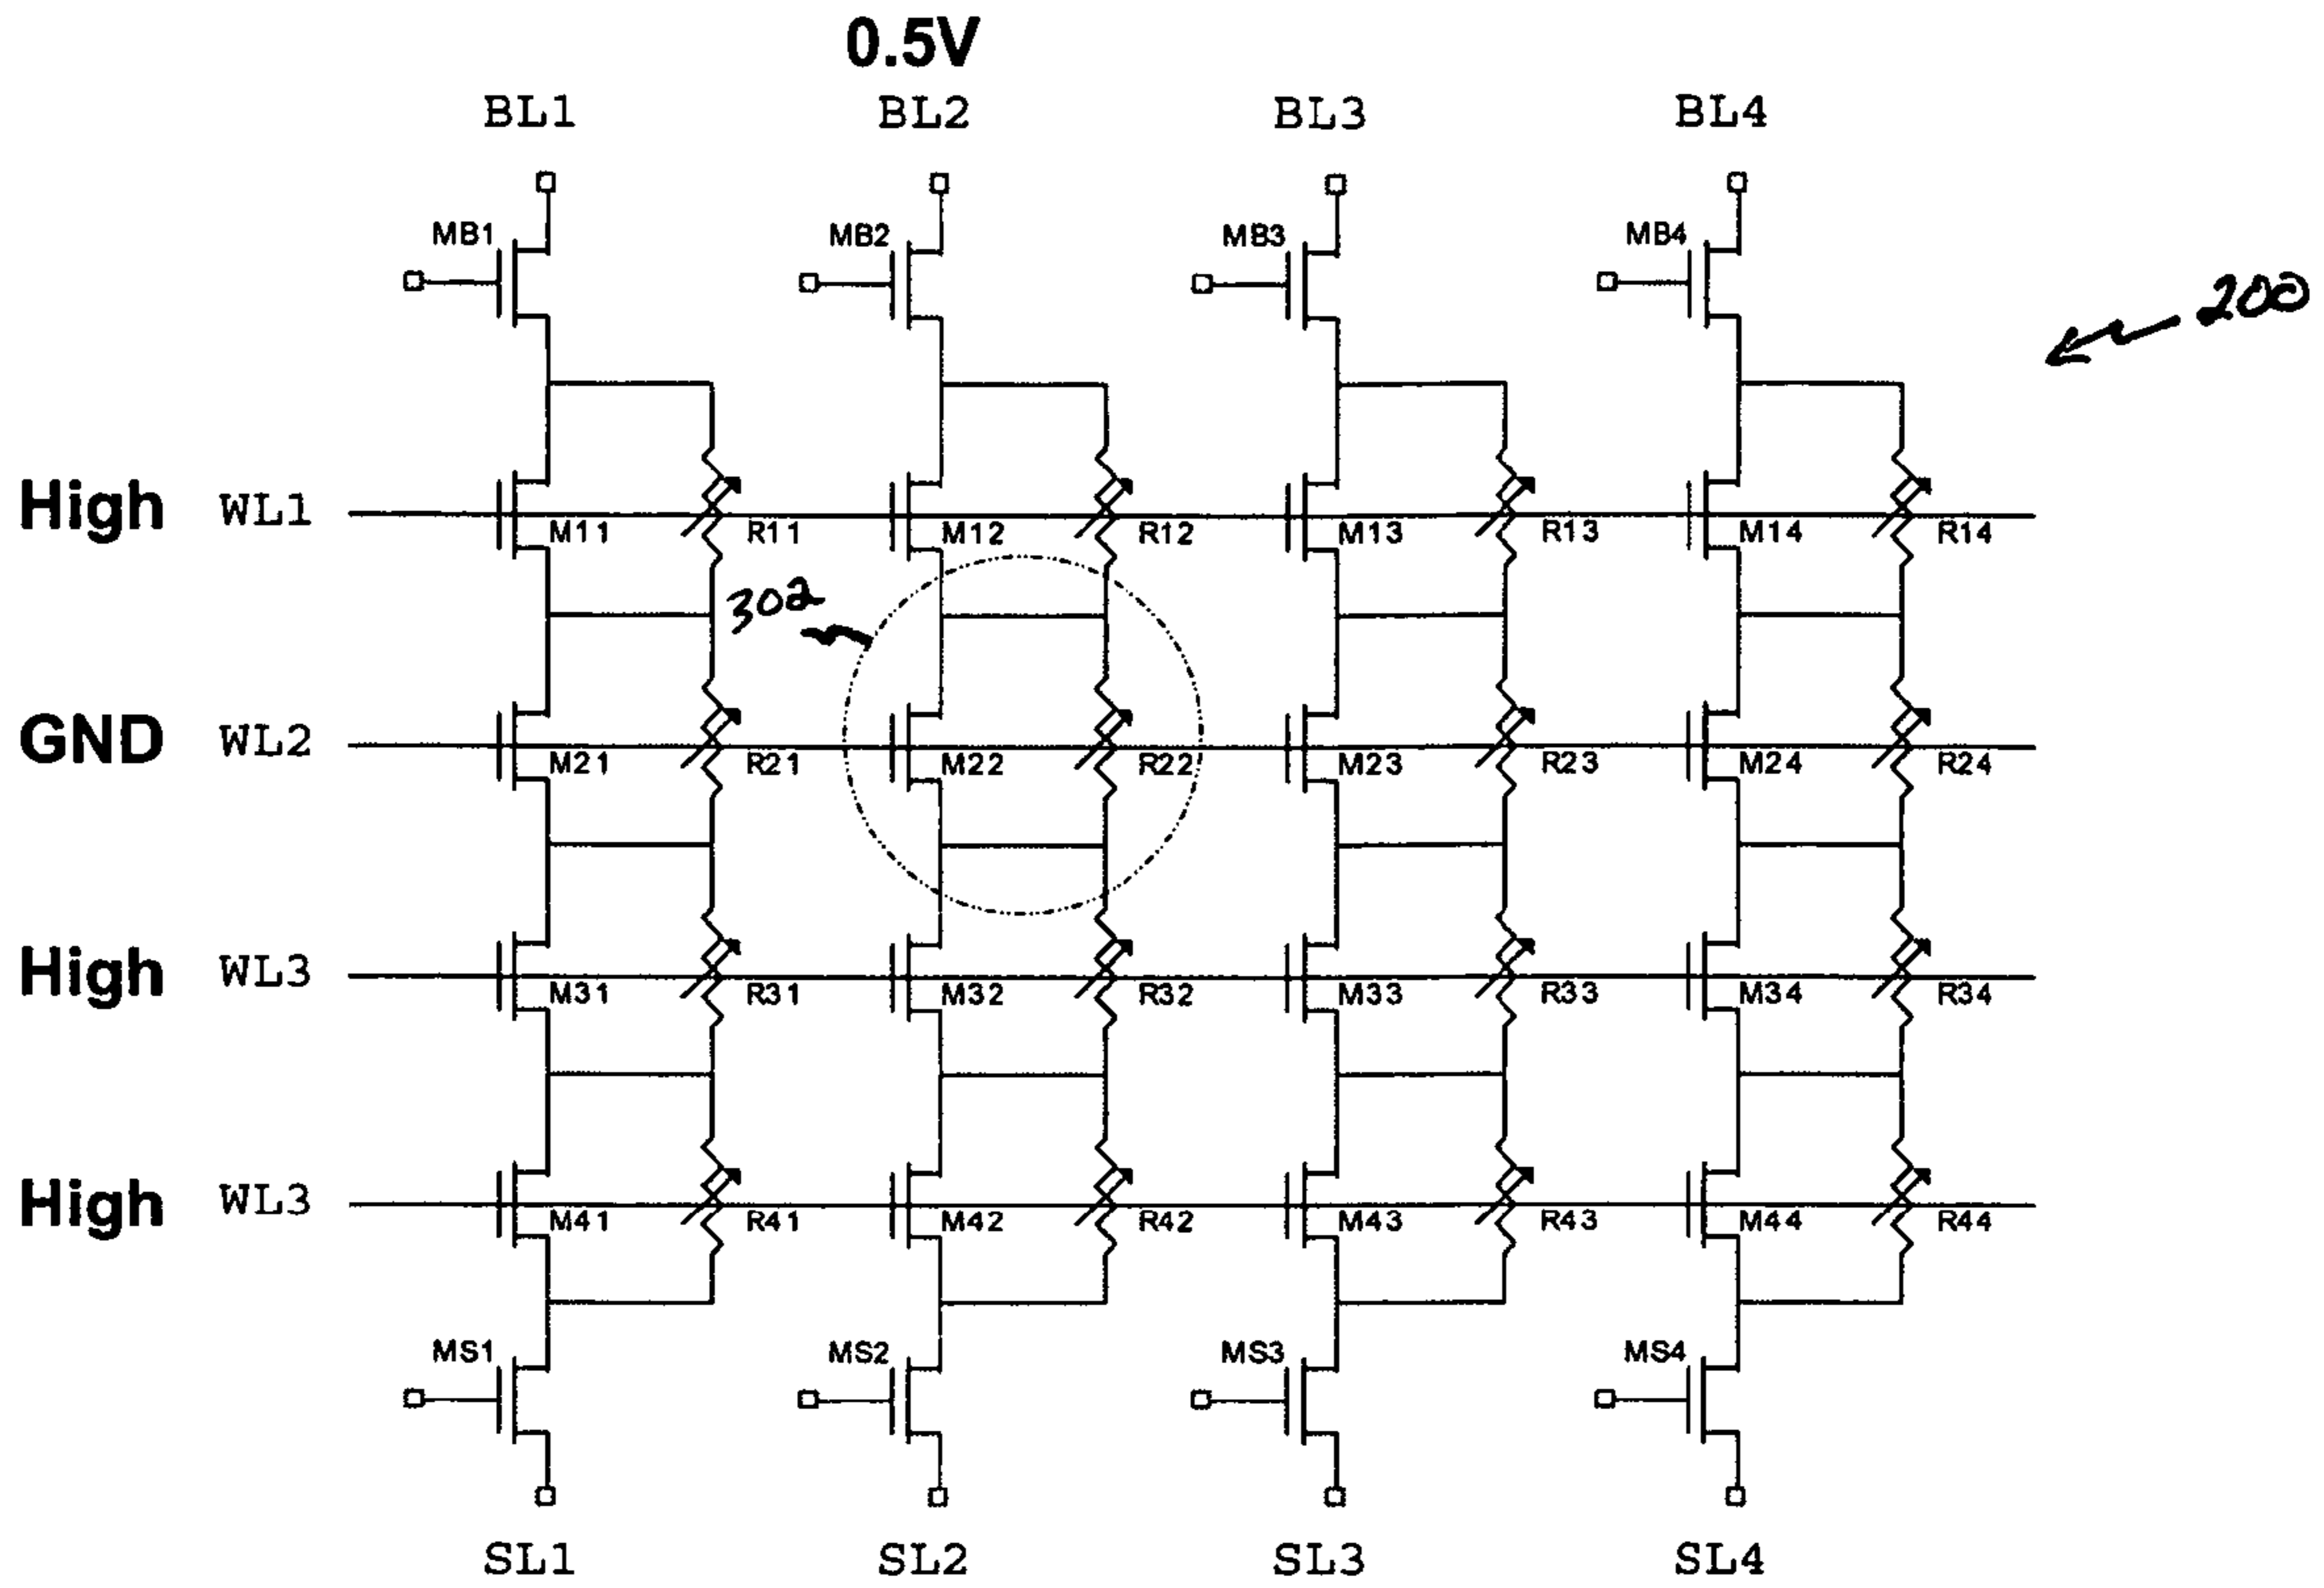 0.5V
BL1 BL2 BL3 BL4
MB1 MB2 MB3 MB4
200
High WL1 M11 R11 M12 R12 M13 R13 M14 R14
302
GND WL2 M21 R21 M22 R22 M23 R23 M24 R24
High WL3 M31 R31 M32 R32 M33 R33 M34 R34
High WL3 M41 R41 M42 R42 M43 R43 M44 R44
MS1 MS2 MS3 MS4
SL1 SL2 SL3 SL4